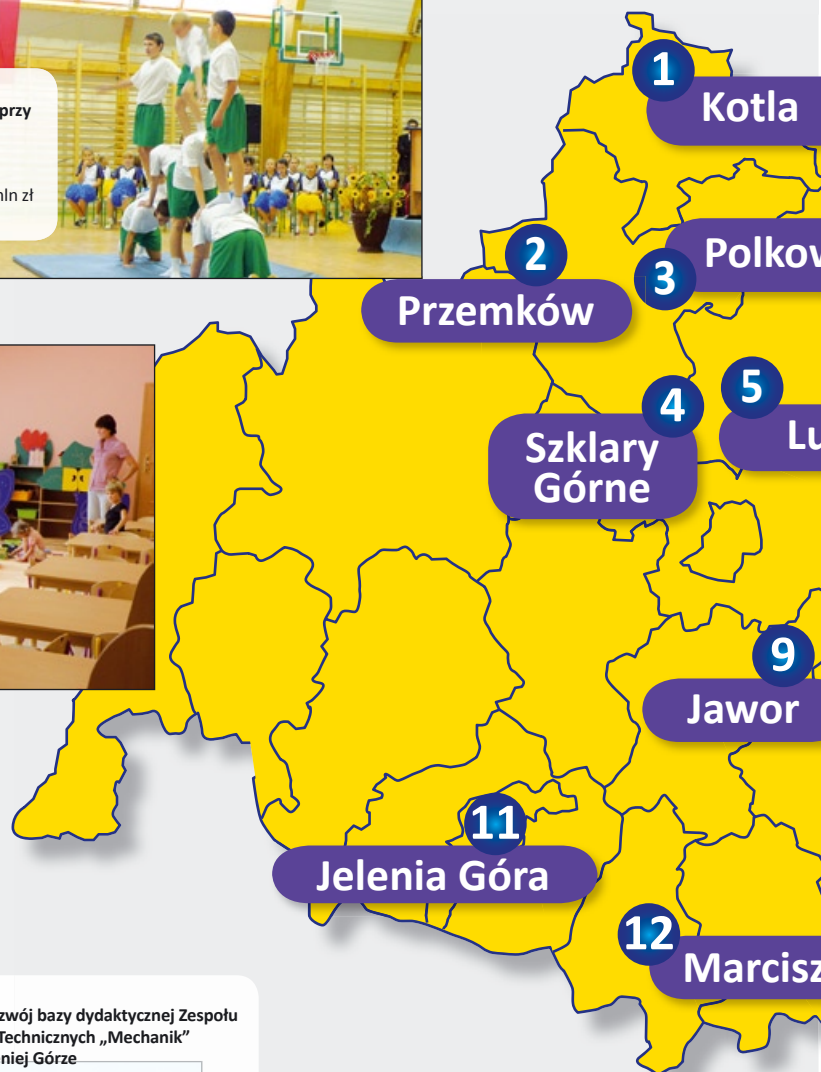 przy
mln zł
1
Kotla
2
Przemków
3
Polkow
4
Szklary
Górne
5
Lu
9
Jawor
11
Jelenia Góra
12
Marcisz
zwój bazy dydaktycznej Zespołu
Technicznych „Mechanik”
niej Górze